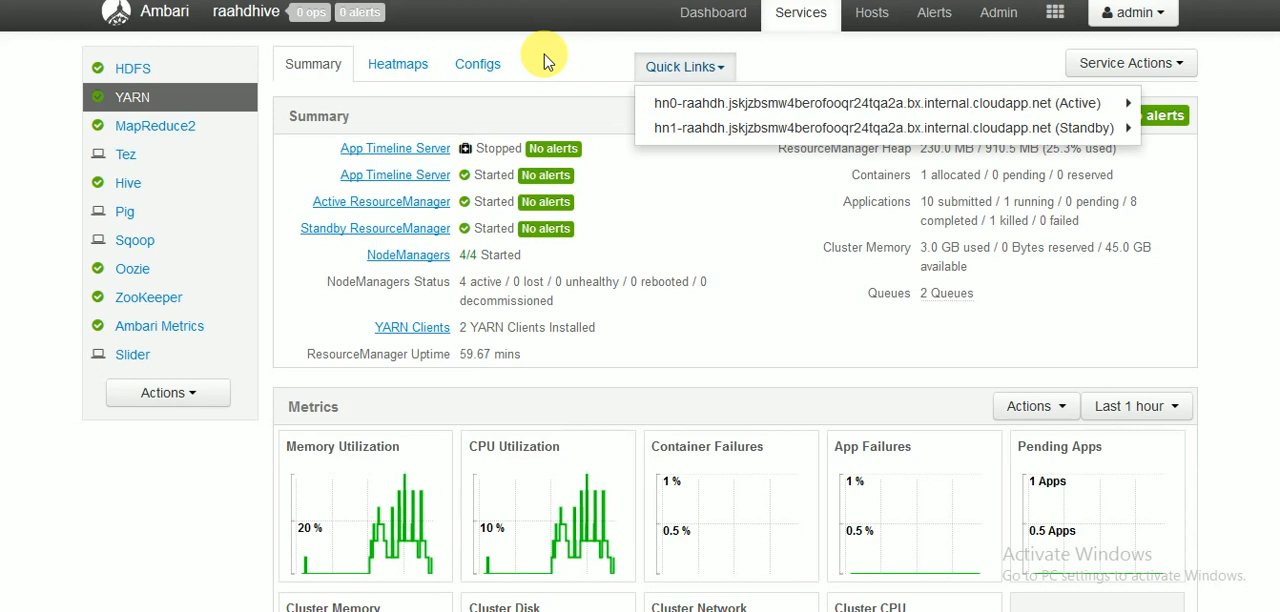 Ambari raahdhive 0 ops 0 alerts Dashboard Services Hosts Alerts Admin admin
Summary Heatmaps Configs Quick Links Service Actions
hn0-raahdh.jskjzbsmw4berofooqr24tqa2a.bx.internal.cloudapp.net (Active)
hn1-raahdh.jskjzbsmw4berofooqr24tqa2a.bx.internal.cloudapp.net (Standby)
HDFS
YARN
MapReduce2
Tez
Hive
Pig
Sqoop
Oozie
ZooKeeper
Ambari Metrics
Slider
Actions
Summary alerts
App Timeline Server Stopped No alerts
App Timeline Server Started No alerts
Active ResourceManager Started No alerts
Standby ResourceManager Started No alerts
NodeManagers 4/4 Started
NodeManagers Status 4 active / 0 lost / 0 unhealthy / 0 rebooted / 0
decommissioned
YARN Clients 2 YARN Clients Installed
ResourceManager Uptime 59.67 mins
ResourceManager Heap 230.0 MB / 910.5 MB (25.3% used)
Containers 1 allocated / 0 pending / 0 reserved
Applications 10 submitted / 1 running / 0 pending / 8
completed / 1 killed / 0 failed
Cluster Memory 3.0 GB used / 0 Bytes reserved / 45.0 GB
available
Queues 2 Queues
Metrics Actions Last 1 hour
Memory Utilization
20 %
CPU Utilization
10 %
Container Failures
1 %
0.5 %
App Failures
1 %
0.5 %
Pending Apps
1 Apps
0.5 Apps
Cluster Memory Cluster Disk Cluster Network Cluster CPU
Activate Windows
Go to PC settings to activate Windows.